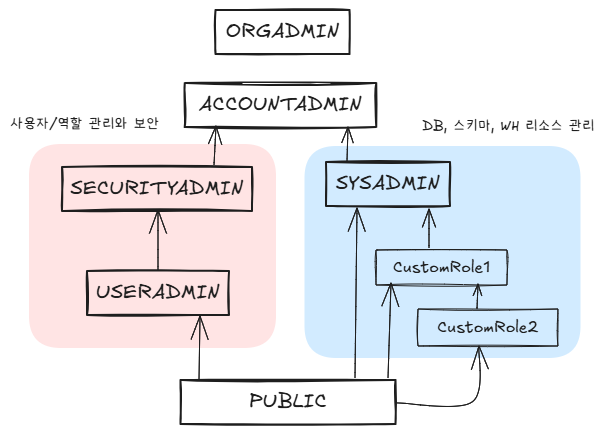 ORGADMIN
ACCOUNTADMIN
사용자/역할 관리와 보안
DB, 스키마, WH 리소스 관리
SECURITYADMIN
SYSADMIN
USERADMIN
CustomRole1
CustomRole2
PUBLIC